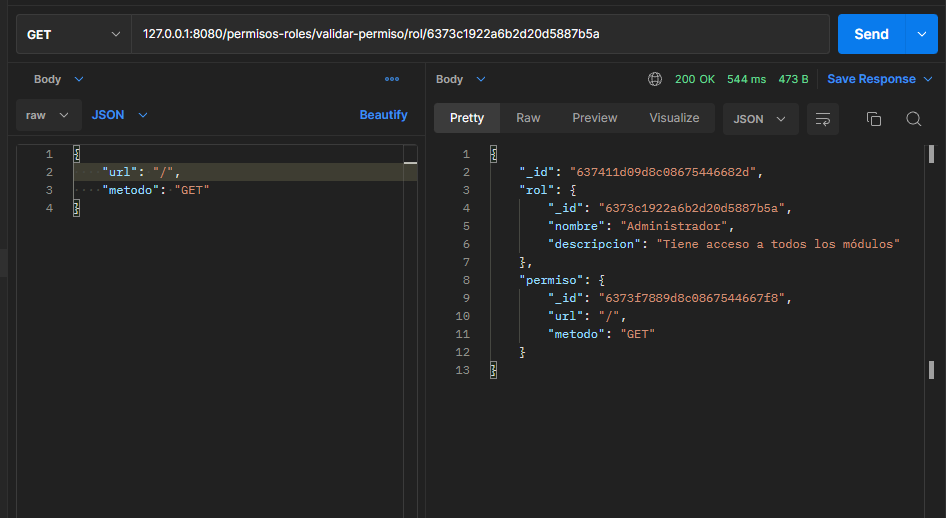 GET 127.0.0.1:8080/permisos-roles/validar-permiso/rol/6373c1922a6b2d20d5887b5a Send
Body
raw JSON Beautify
1 {
2 "url": "/",
3 "metodo": "GET"
4 }
Body 200 OK 544 ms 473 B Save Response
Pretty Raw Preview Visualize JSON
1 {
2 "_id": "637411d09d8c08675446682d",
3 "rol": {
4 "_id": "6373c1922a6b2d20d5887b5a",
5 "nombre": "Administrador",
6 "descripcion": "Tiene acceso a todos los módulos"
7 },
8 "permiso": {
9 "_id": "6373f7889d8c0867544667f8",
10 "url": "/",
11 "metodo": "GET"
12 }
13 }